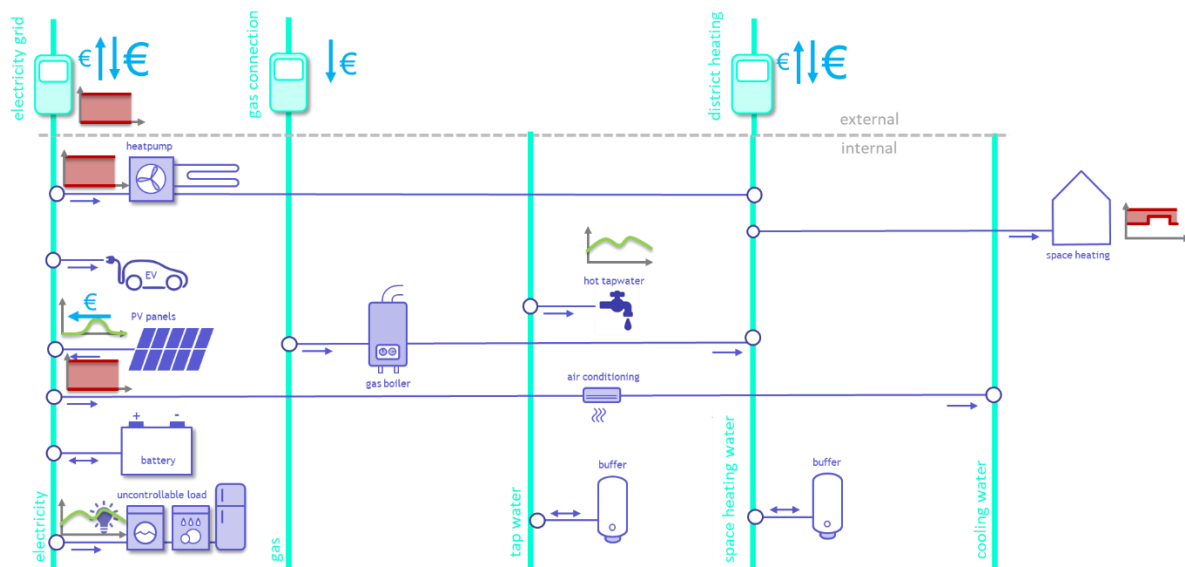 electricity grid
€
€
gas connection
€
district heating
€
€
external
internal
heatpump
space heating
EV
hot tapwater
€
PV panels
gas boiler
air conditioning
+ -
battery
buffer
buffer
uncontrollable load
electricity
gas
tap water
space heating water
cooling water